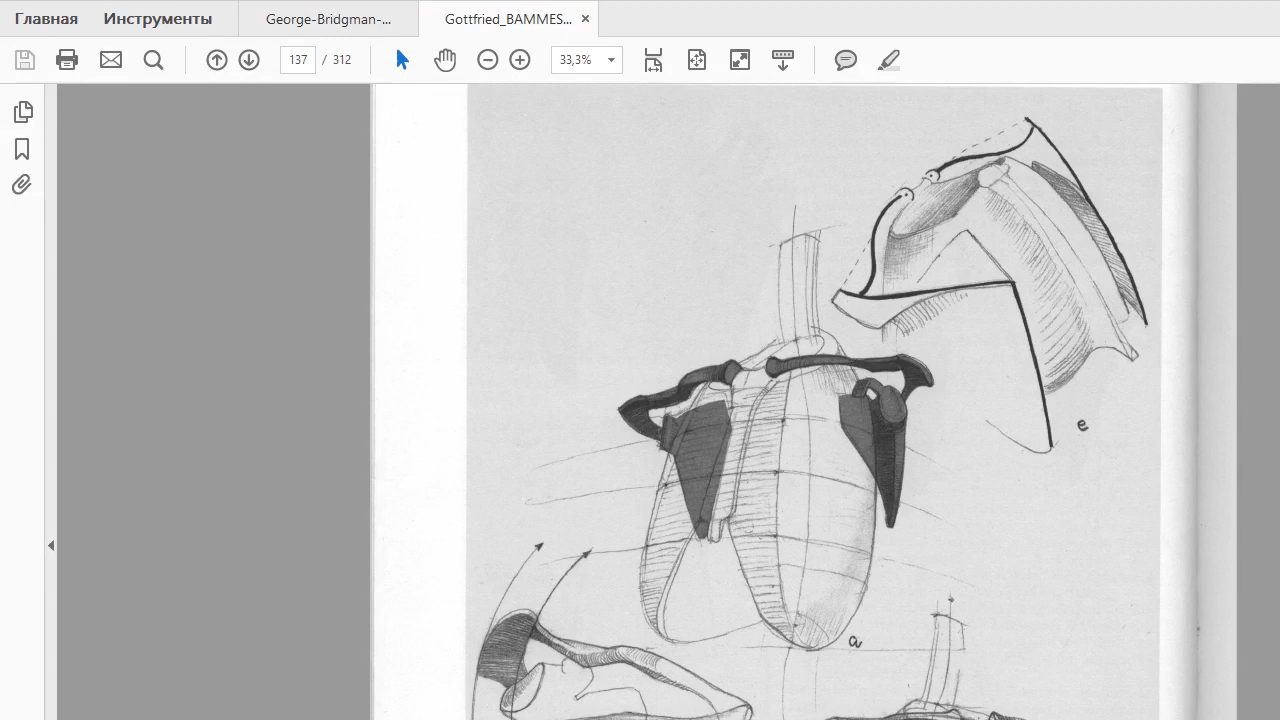 Главная Инструменты George-Bridgman-... Gottfried_BAMMES... ×
137 / 312 33,3%
e
a